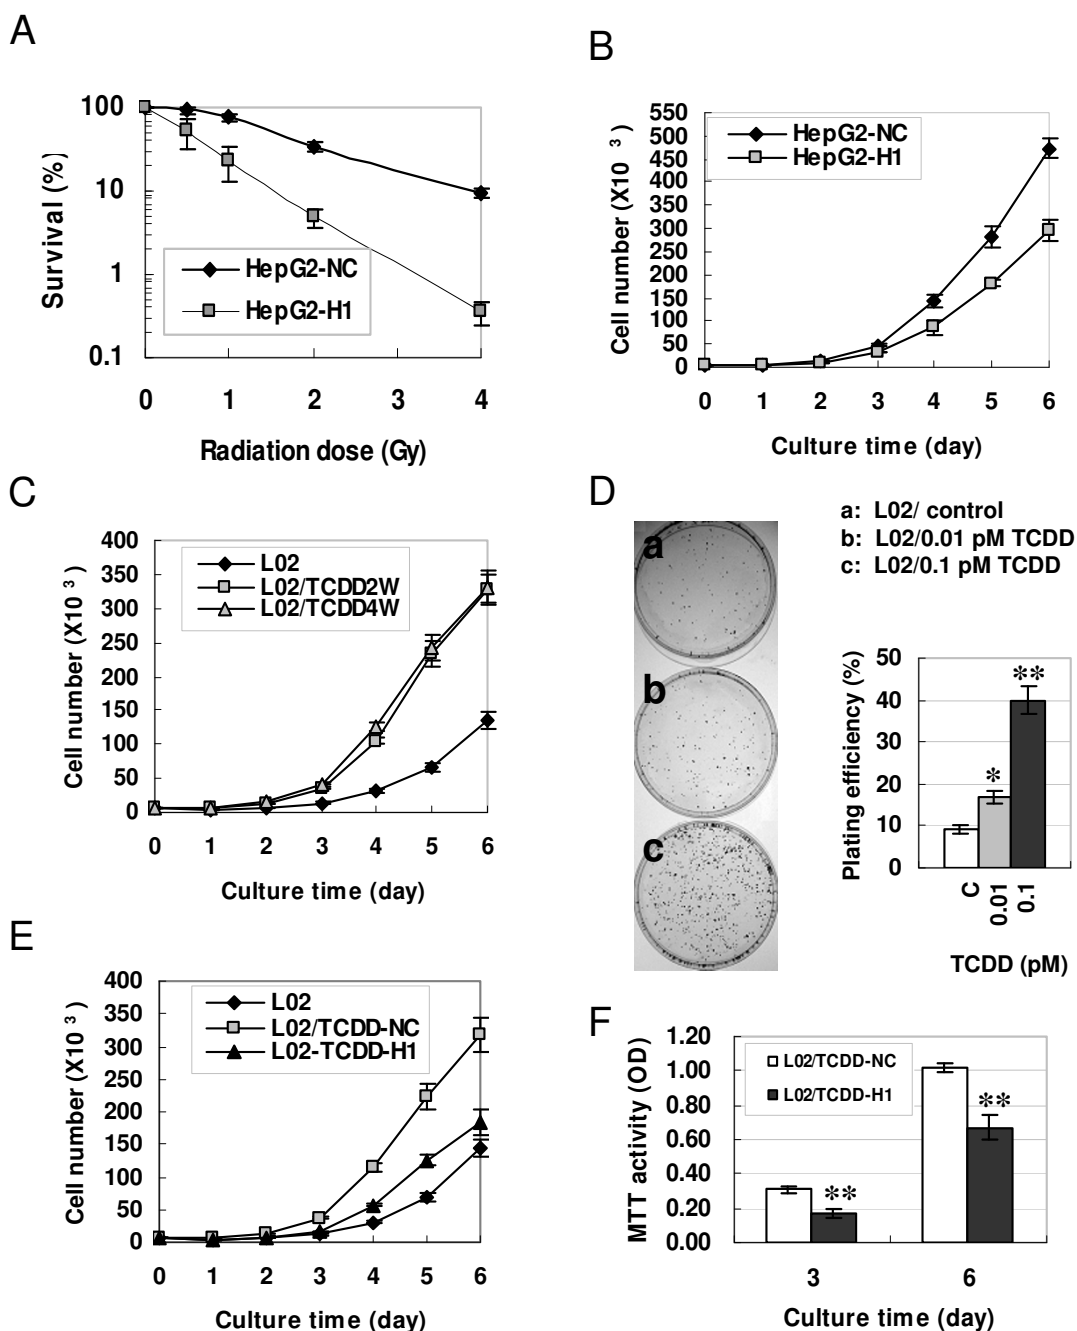 A
100
10
1
0.1
Survival (%)
HepG2-NC
HepG2-H1
0 1 2 3 4
Radiation dose (Gy)
B
550
500
450
400
350
300
250
200
150
100
50
0
Cell number (X10 3 )
HepG2-NC
HepG2-H1
0 1 2 3 4 5 6
Culture time (day)
C
400
350
300
250
200
150
100
50
0
Cell number (X10 3 )
L02
L02/TCDD2W
L02/TCDD4W
0 1 2 3 4 5 6
Culture time (day)
D
a: L02/ control
b: L02/0.01 pM TCDD
c: L02/0.1 pM TCDD
a
b
c
50
40
30
20
10
0
Plating efficiency (%)
*
**
C 0.01 0.1
TCDD (pM)
E
400
350
300
250
200
150
100
50
0
Cell number (X10 3 )
L02
L02/TCDD-NC
L02-TCDD-H1
0 1 2 3 4 5 6
Culture time (day)
F
1.20
1.00
0.80
0.60
0.40
0.20
0.00
MTT activity (OD)
L02/TCDD-NC
L02/TCDD-H1
**
**
3 6
Culture time (day)